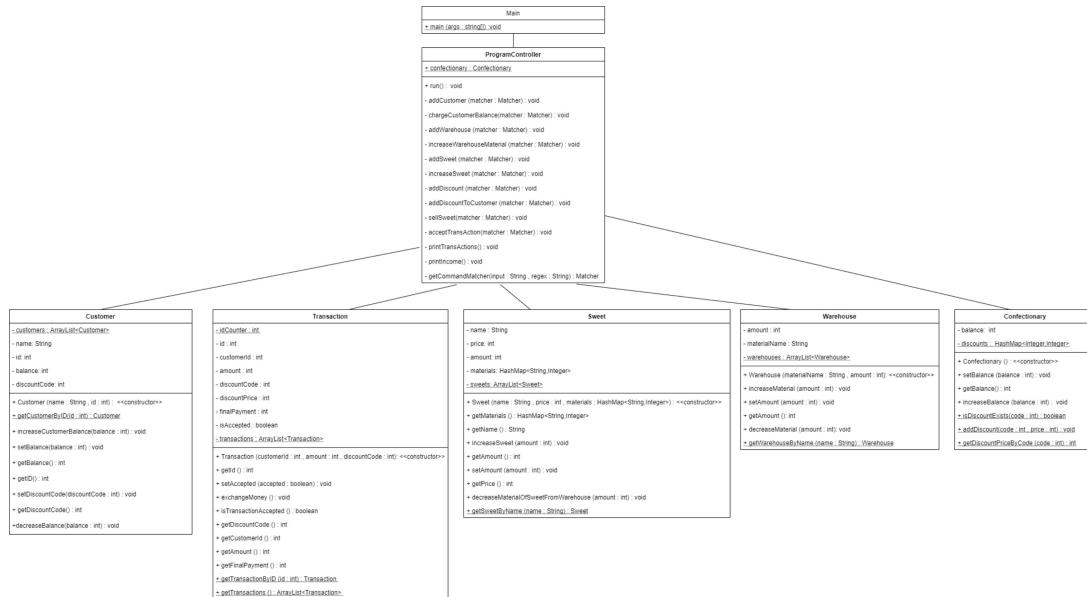 Main
+ main (args : string[]) :void
ProgramController
+ confectionary : Confectionary
+ run() : void
- addCustomer (matcher : Matcher) : void
- chargeCustomerBalance(matcher : Matcher) : void
- addWarehouse (matcher : Matcher) : void
- increaseWarehouseMaterial (matcher : Matcher) : void
- addSweet (matcher : Matcher) : void
- increaseSweet (matcher : Matcher) : void
- addDiscount (matcher : Matcher) : void
- addDiscountToCustomer (matcher : Matcher) : void
- sellSweet(matcher : Matcher) : void
- acceptTransAction(matcher : Matcher) : void
- printTransActions() : void
- printIncome() : void
- getCommandMatcher(input : String , regex : String) : Matcher
Customer
- customers : ArrayList<Customer>
- name: String
- id: int
- balance: int
- discountCode: int
+ Customer (name : String , id : int) : <<constructor>>
+ getCustomerByID(id : int) : Customer
+ increaseCustomerBalance(balance : int) : void
+ setBalance(balance : int) : void
+ getBalance() : int
+ getID() : int
+ setDiscountCode(discountCode : int) : void
+ getDiscountCode() : int
+decreaseBalance(balance : int) : void
Transaction
- idCounter : int
- id : int
- customerId : int
- amount : int
- discountCode : int
- discountPrice : int
- finalPayment : int
- isAccepted : boolean
- transactions : ArrayList<Transaction>
+ Transaction (customerId : int , amount : int , discountCode : int): <<constructor>>
+ getId () : int
+ setAccepted (accepted : boolean) : void
+ exchangeMoney () : void
+ isTransactionAccepted () : boolean
+ getDiscountCode () : int
+ getCustomerId () : int
+ getAmount () : int
+ getFinalPayment () : int
+ getTransactionByID (id : int) : Transaction
+ getTransactions () : ArrayList<Transaction>
Sweet
- name : String
- price: int
- amount: int
- materials: HashMap<String,Integer>
- sweets: ArrayList<Sweet>
+ Sweet (name : String , price : int , materials : HashMap<String,Integer>) : <<constructor>>
+ getMaterials () : HashMap<String,Integer>
+ getName () : String
+ increaseSweet (amount : int) : void
+ getAmount () : int
+ setAmount (amount : int) : void
+ getPrice () : int
+ decreaseMaterialOfSweetFromWarehouse (amount : int) : void
+ getSweetByName (name : String) : Sweet
Warehouse
- amount : int
- materialName : String
- warehouses : ArrayList<Warehouse>
+ Warehouse (materialName : String , amount : int): <<constructor>>
+ increaseMaterial (amount : int) : void
+ setAmount (amount : int) : void
+ getAmount (): int
+ decreaseMaterial (amount : int): void
+ getWarehouseByName (name : String) : Warehouse
Confectionary
- balance: int
- discounts : HashMap<Integer,Integer>
+ Confectionary () : <<constructor>>
+ setBalance (balance : int) : void
+ getBalance() : int
+ increaseBalance (balance : int) : void
+ isDiscountExists(code : int) : boolean
+ addDiscount(code : int , price : int) : void
+ getDiscountPriceByCode (code : int) : int